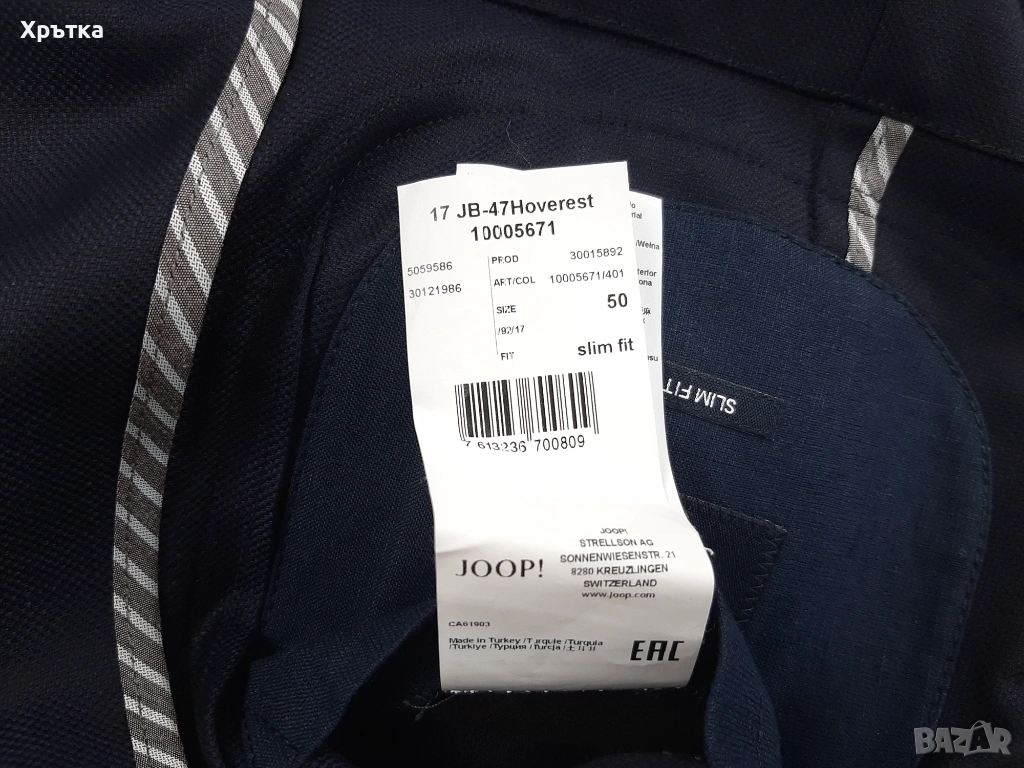 Хрътка
17 JB-47Hoverest
10005671
5059586
30121986
PROD 30015892
ART/COL 10005671/401
SIZE 50
/92/17
FIT slim fit
7 613236 700809
JOOP!
STRELLSON AG
SONNENWIESENSTR. 21
8280 KREUZLINGEN
SWITZERLAND
www.joop.com
JOOP!
CA61903
Made in Turkey /Turquie /Turquia
/Türkiye /Турция /Turcja
EAC
/Wełna
SLIM FIT
BAZAR